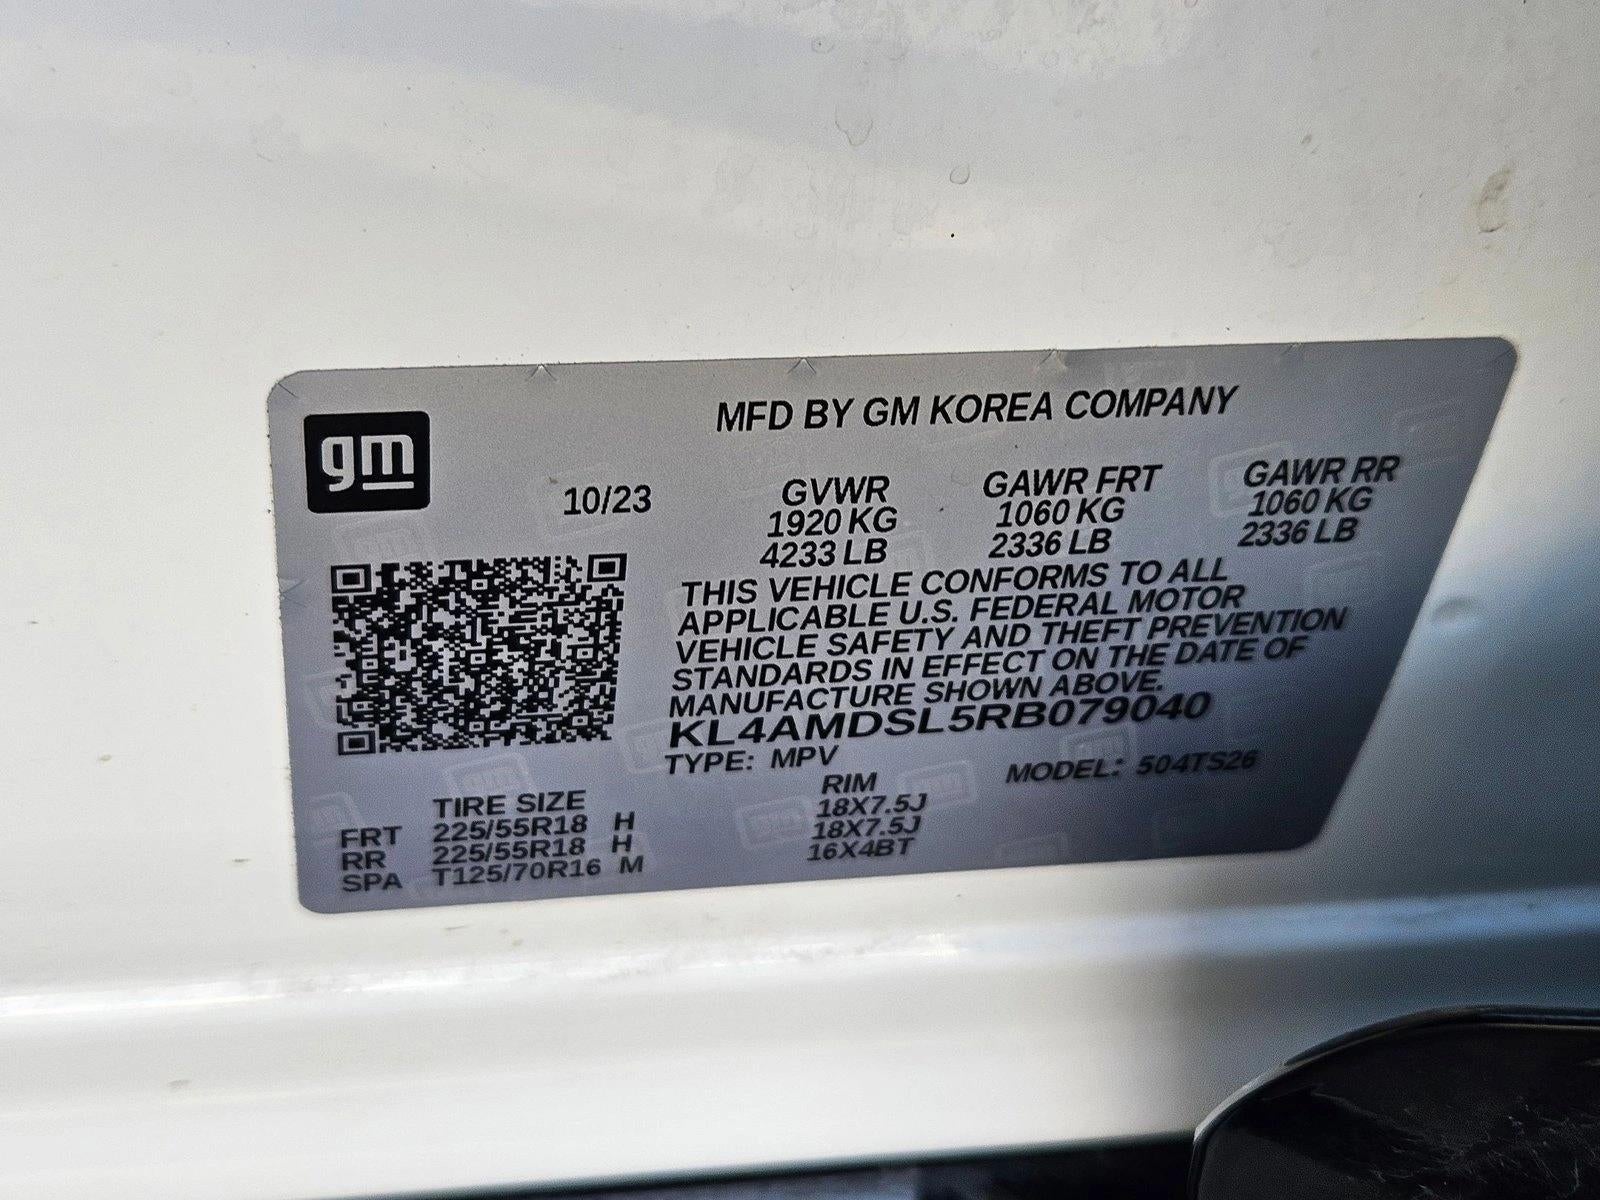 gm
MFD BY GM KOREA COMPANY
10/23 GVWR GAWR FRT GAWR RR
1920 KG 1060 KG 1060 KG
4233 LB 2336 LB 2336 LB
THIS VEHICLE CONFORMS TO ALL
APPLICABLE U.S. FEDERAL MOTOR
VEHICLE SAFETY AND THEFT PREVENTION
STANDARDS IN EFFECT ON THE DATE OF
MANUFACTURE SHOWN ABOVE.
KL4AMDSL5RB079040
TYPE: MPV MODEL: 504TS26
TIRE SIZE RIM
FRT 225/55R18 H 18X7.5J
RR 225/55R18 H 18X7.5J
SPA T125/70R16 M 16X4BT